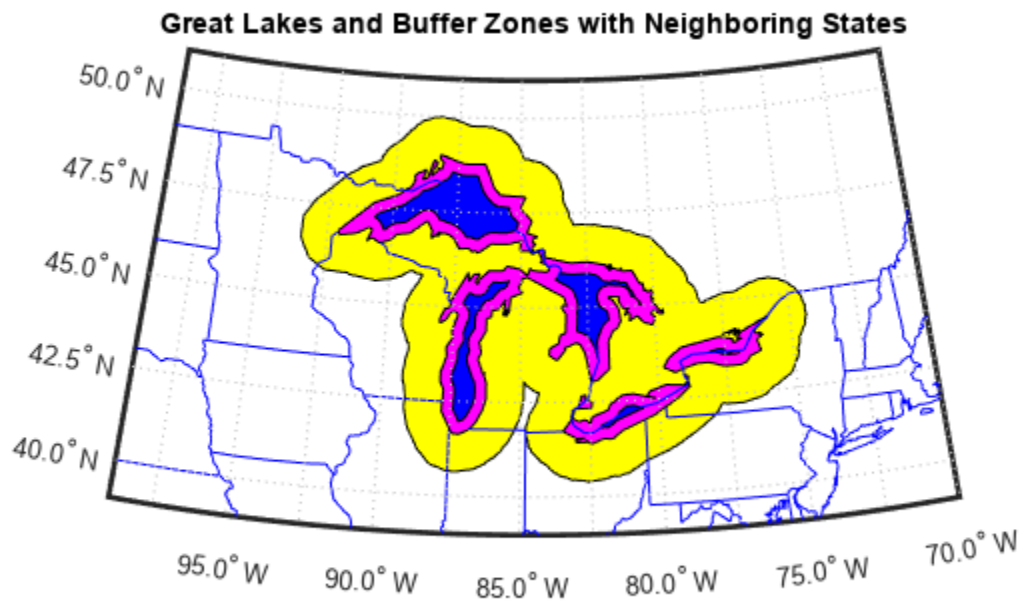 Great Lakes and Buffer Zones with Neighboring States
50.0° N
47.5° N
45.0° N
42.5° N
40.0° N
95.0° W
90.0° W
85.0° W
80.0° W
75.0° W
70.0° W